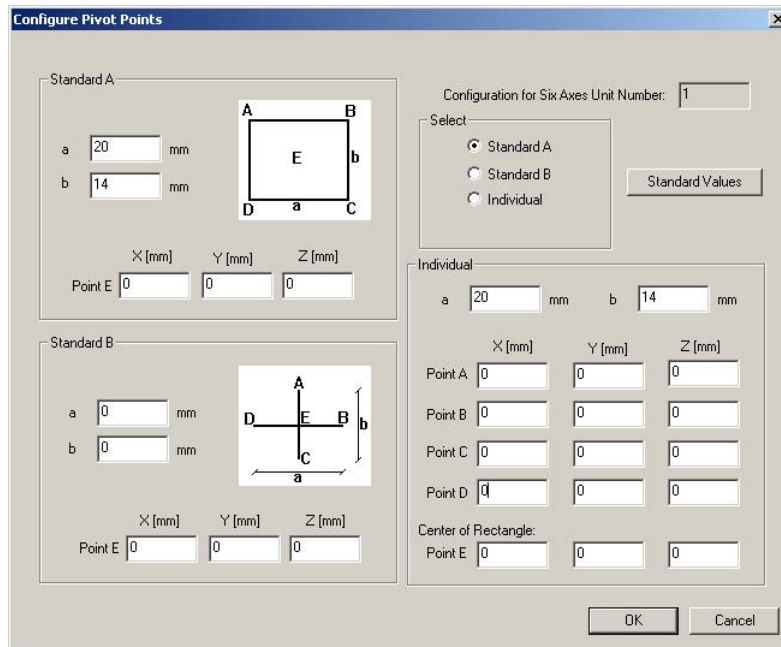 Configure Pivot Points
Standard A
a 20 mm
b 14 mm
A B
E b
D a C
X [mm] Y [mm] Z [mm]
Point E 0 0 0
Standard B
a 0 mm
b 0 mm
A
D E B b
C
a
X [mm] Y [mm] Z [mm]
Point E 0 0 0
Configuration for Six Axes Unit Number: 1
Select
Standard A
Standard B
Individual
Standard Values
Individual
a 20 mm b 14 mm
X [mm] Y [mm] Z [mm]
Point A 0 0 0
Point B 0 0 0
Point C 0 0 0
Point D 0 0 0
Center of Rectangle:
Point E 0 0 0
OK Cancel